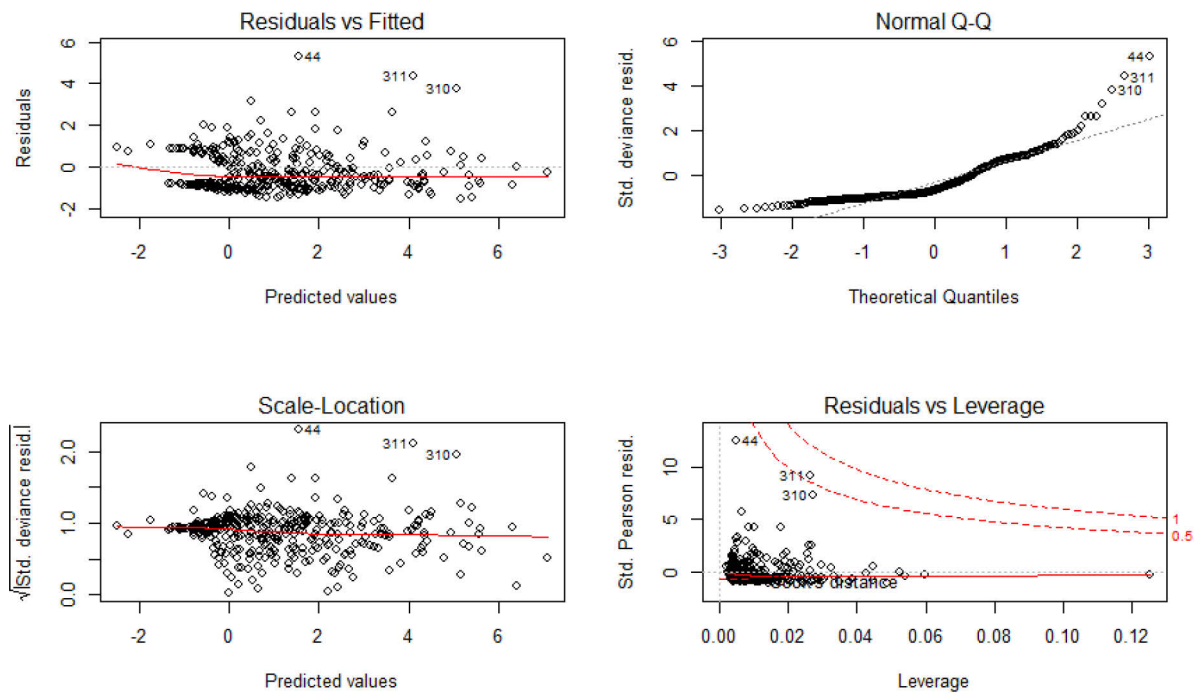 Residuals vs Fitted
Residuals
6
4
2
0
-2
44
311
310
-2 0 2 4 6
Predicted values
Normal Q-Q
Std. deviance resid.
6
4
2
0
44
311
310
-3 -2 -1 0 1 2 3
Theoretical Quantiles
Scale-Location
√|Std. deviance resid.|
2.0
1.0
0.0
44
311
310
-2 0 2 4 6
Predicted values
Residuals vs Leverage
Std. Pearson resid.
10
5
0
44
311
310
1
0.5
Cook's distance
0.00 0.02 0.04 0.06 0.08 0.10 0.12
Leverage